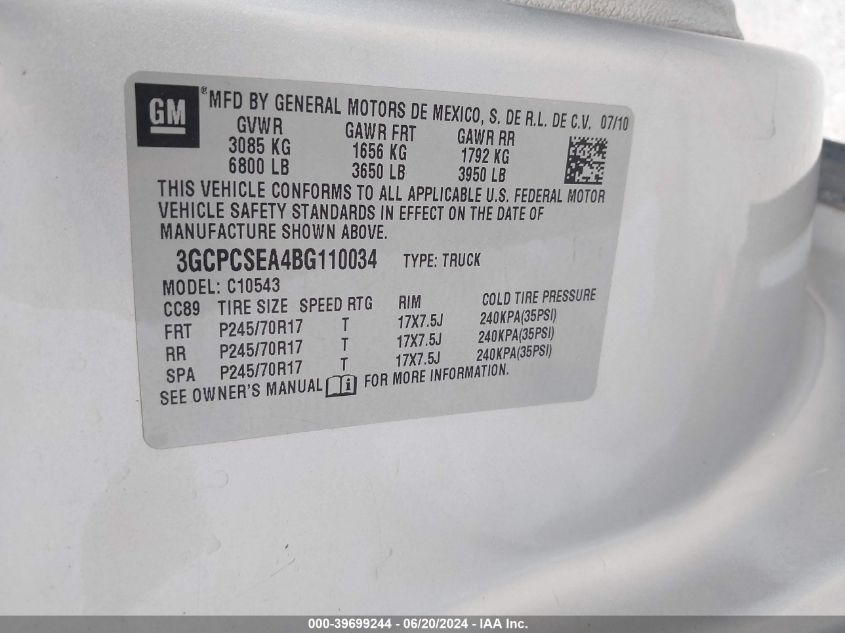 GM ® MFD BY GENERAL MOTORS DE MEXICO, S. DE R.L. DE C.V. 07/10
GVWR GAWR FRT GAWR RR
3085 KG 1656 KG 1792 KG
6800 LB 3650 LB 3950 LB
THIS VEHICLE CONFORMS TO ALL APPLICABLE U.S. FEDERAL MOTOR
VEHICLE SAFETY STANDARDS IN EFFECT ON THE DATE OF
MANUFACTURE SHOWN ABOVE.
3GCPCSEA4BG110034 TYPE: TRUCK
MODEL: C10543
CC89 TIRE SIZE SPEED RTG RIM COLD TIRE PRESSURE
FRT P245/70R17 T 17X7.5J 240KPA(35PSI)
RR P245/70R17 T 17X7.5J 240KPA(35PSI)
SPA P245/70R17 T 17X7.5J 240KPA(35PSI)
SEE OWNER'S MANUAL i FOR MORE INFORMATION.
000-39699244 - 06/20/2024 - IAA Inc.